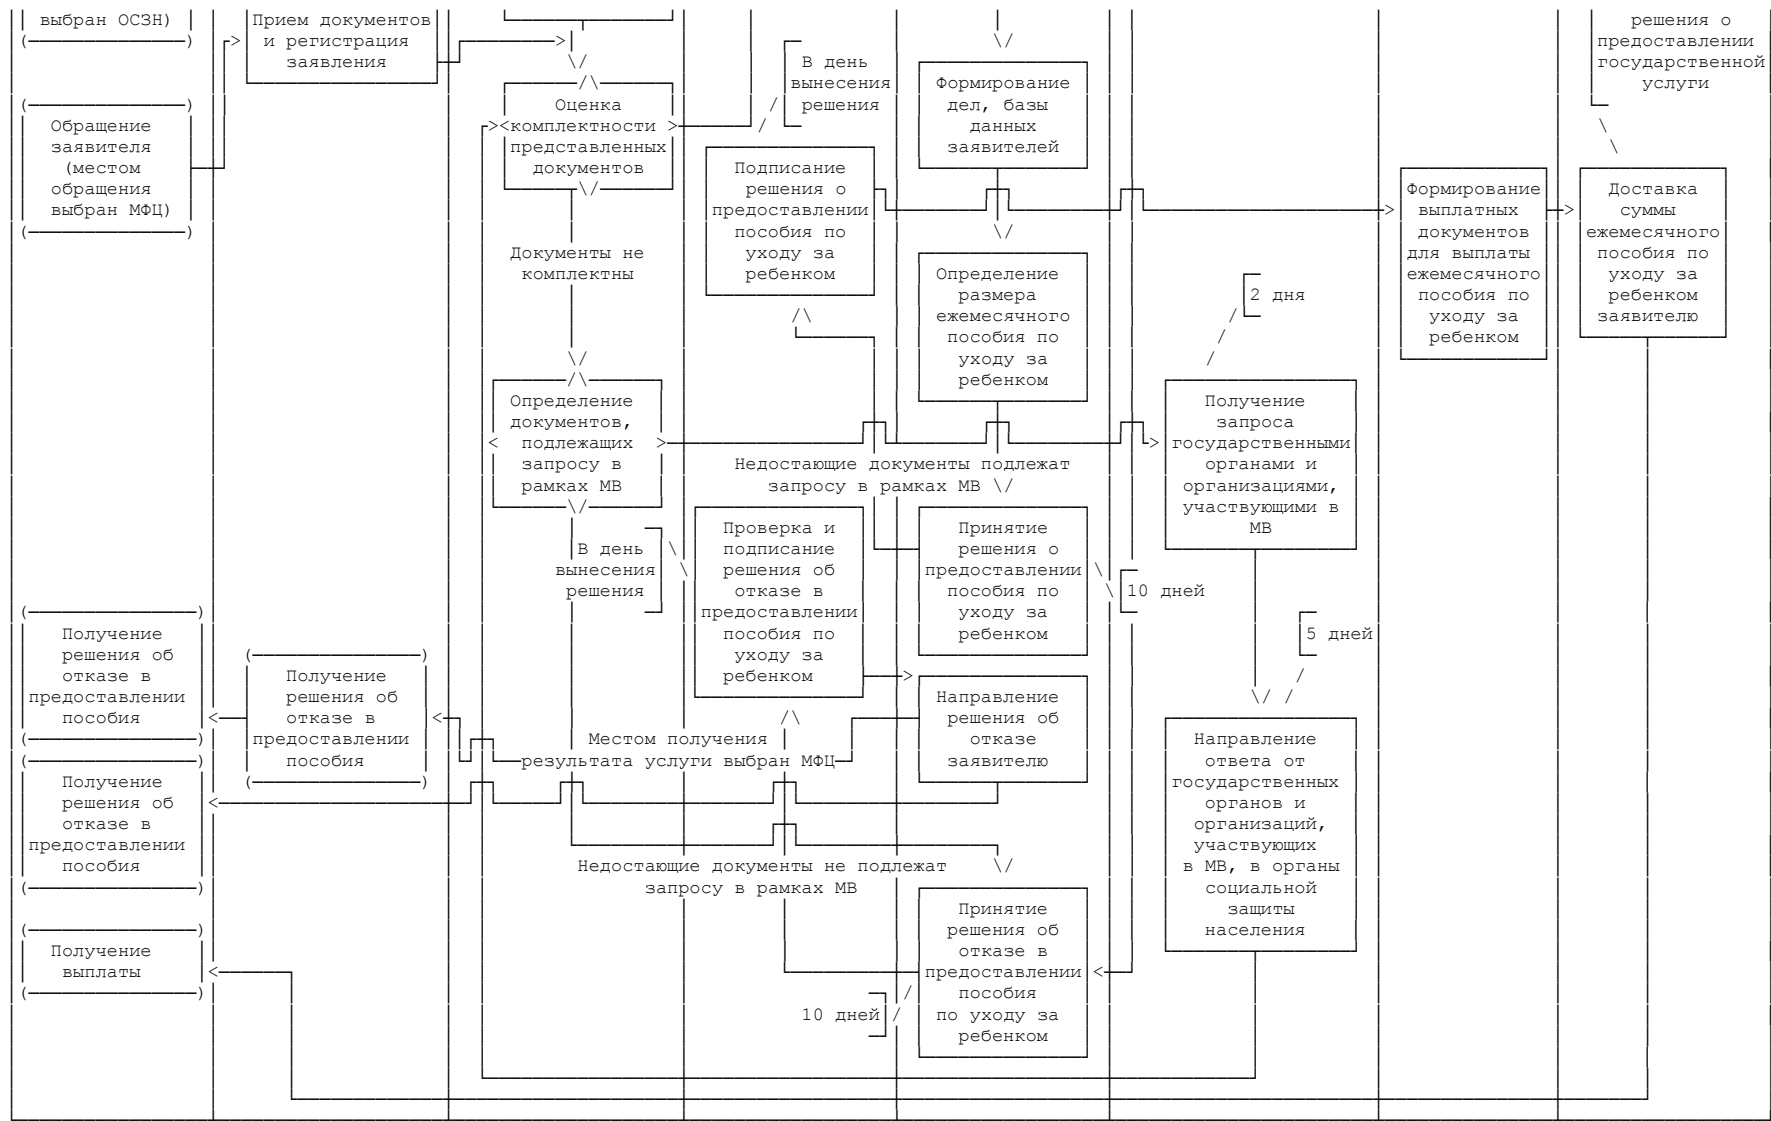 выбран ОСЗН)
Прием документов
и регистрация
заявления
решения о
предоставлении
государственной
услуги
В день
вынесения
решения
Обращение
заявителя
(местом
обращения
выбран МФЦ)
Оценка
комплектности
представленных
документов
Формирование
дел, базы
данных
заявителей
Подписание
решения о
предоставлении
пособия по
уходу за
ребенком
Формирование
выплатных
документов
для выплаты
ежемесячного
пособия по
уходу за
ребенком
Доставка
суммы
ежемесячного
пособия по
уходу за
ребенком
заявителю
Документы не
комплектны
Определение
размера
ежемесячного
пособия по
уходу за
ребенком
2 дня
Определение
документов,
подлежащих
запросу в
рамках МВ
Получение
запроса
государственными
органами и
организациями,
участвующими в
МВ
Недостающие документы подлежат
запросу в рамках МВ
В день
вынесения
решения
Проверка и
подписание
решения об
отказе в
предоставлении
пособия по
уходу за
ребенком
Принятие
решения о
предоставлении
пособия по
уходу за
ребенком
10 дней
5 дней
Получение
решения об
отказе в
предоставлении
пособия
Получение
решения об
отказе в
предоставлении
пособия
Направление
решения об
отказе
заявителю
Местом получения
результата услуги выбран МФЦ
Направление
ответа от
государственных
органов и
организаций,
участвующих
в МВ, в органы
социальной
защиты
населения
Получение
решения об
отказе в
предоставлении
пособия
Недостающие документы не подлежат
запросу в рамках МВ
Принятие
решения об
отказе в
предоставлении
пособия
по уходу за
ребенком
10 дней
Получение
выплаты